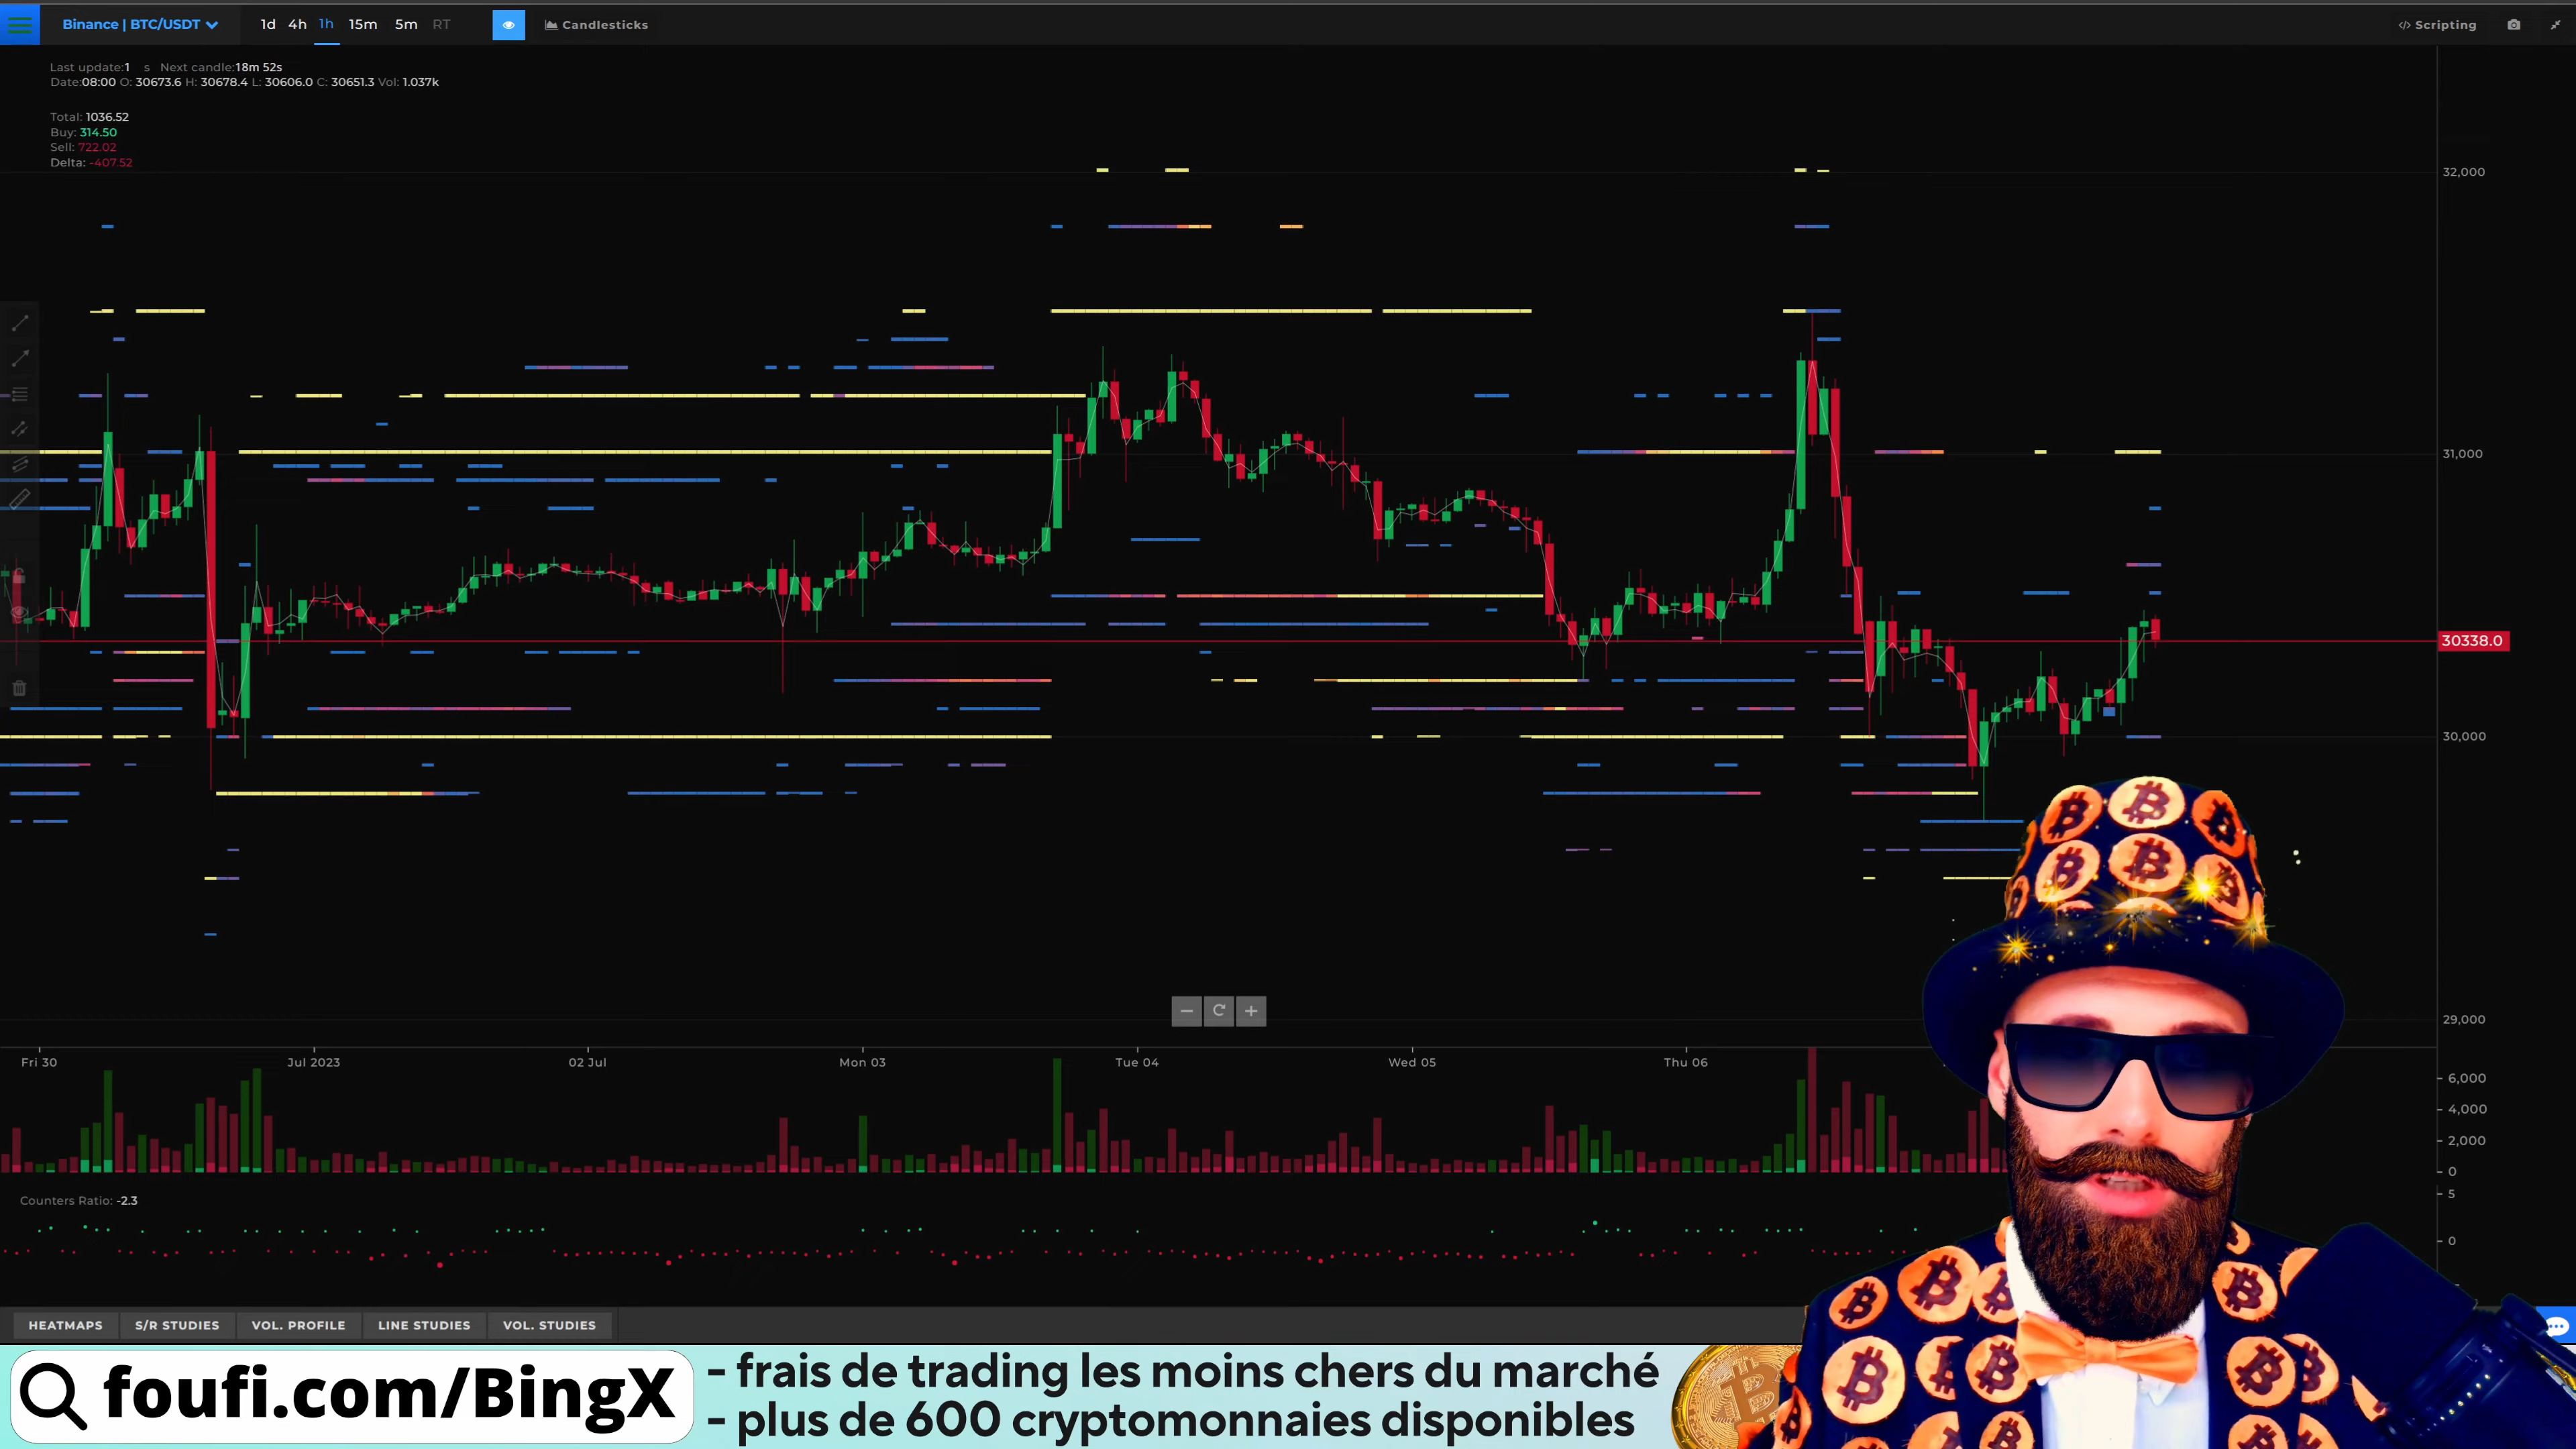 Binance | BTC/USDT 1d 4h 1h 15m 5m RT Candlesticks Scripting
Last update:1 s Next candle:18m 52s
Date:08:00 O: 30673.6 H: 30678.4 L: 30606.0 C: 30651.3 Vol: 1.037k
Total: 1036.52
Buy: 314.50
Sell: 722.02
Delta: -407.52
32,000
31,000
30338.0
30,000
29,000
Fri 30 Jul 2023 02 Jul Mon 03 Tue 04 Wed 05 Thu 06
6,000
4,000
2,000
0
Counters Ratio: -2.3
5
0
HEATMAPS S/R STUDIES VOL. PROFILE LINE STUDIES VOL. STUDIES
foufi.com/BingX
- frais de trading les moins chers du marché
- plus de 600 cryptomonnaies disponibles